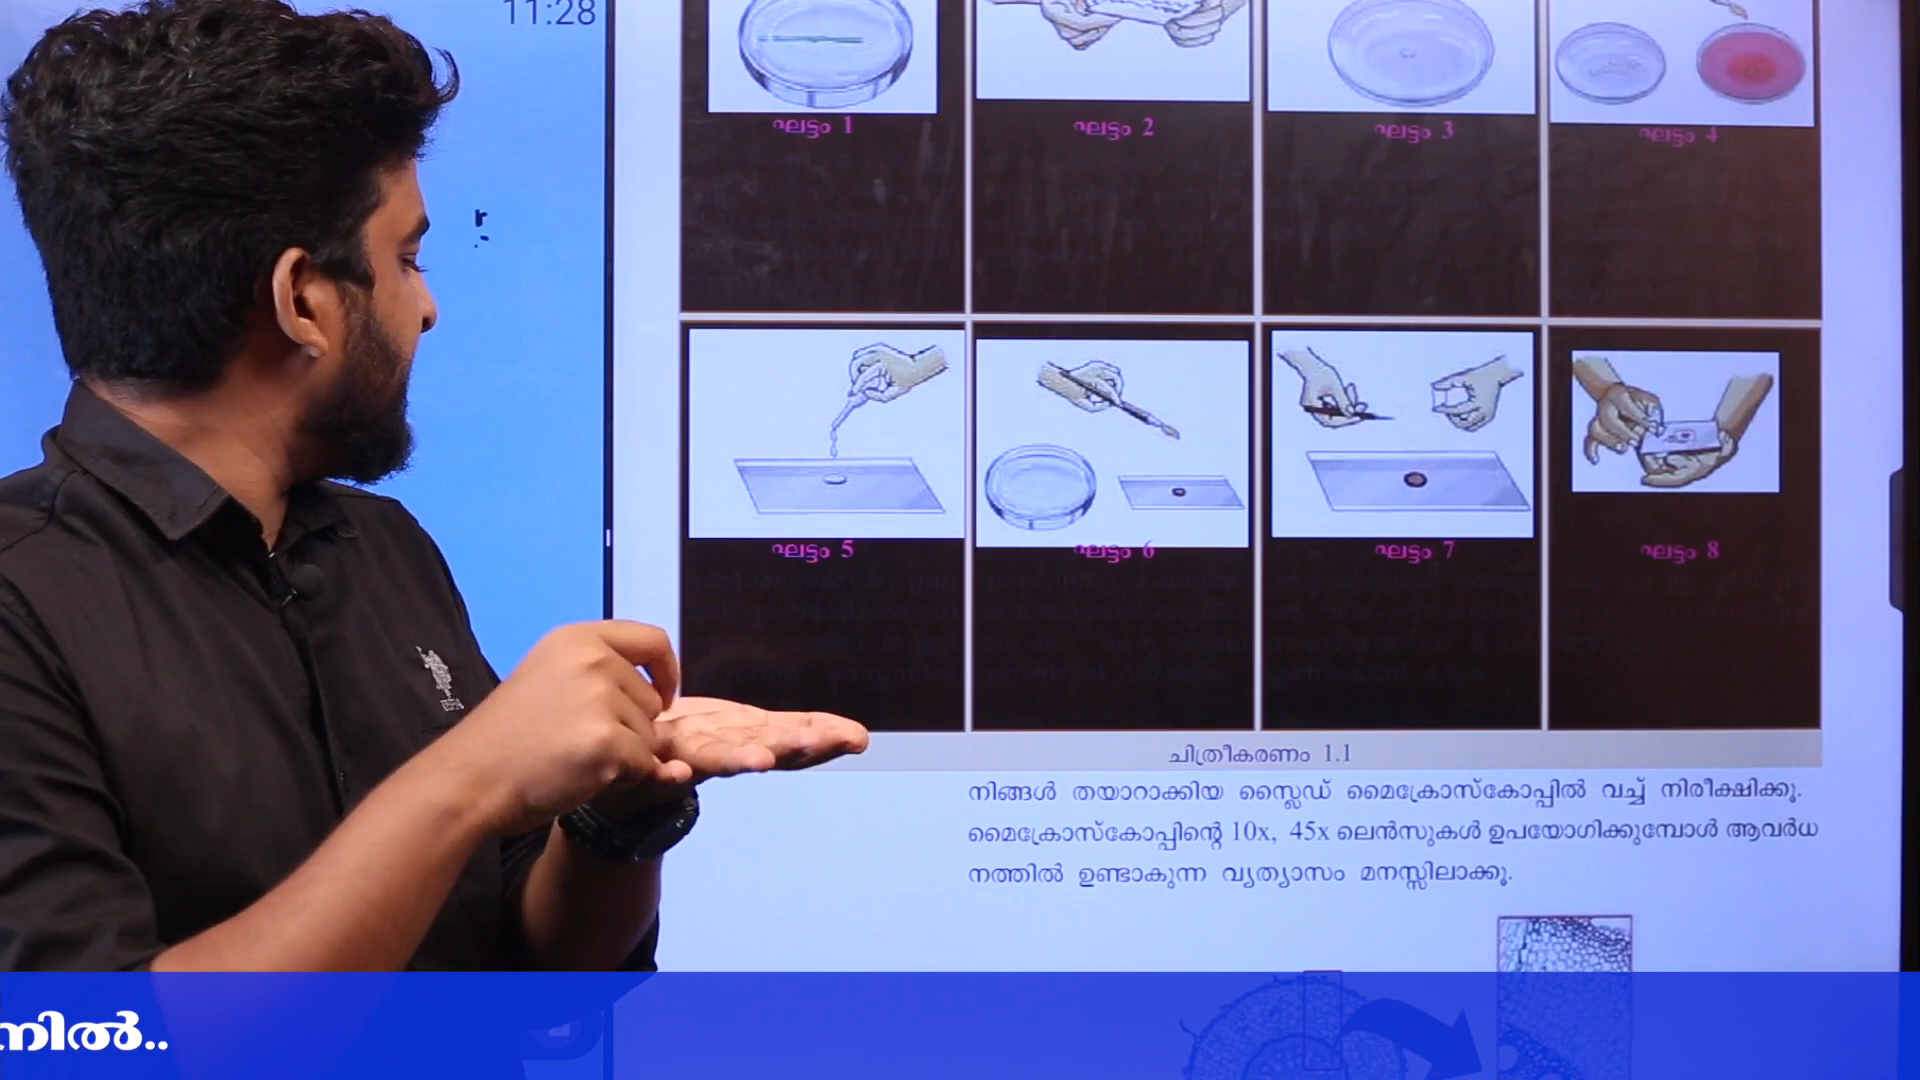 11:28
ഘട്ടം 1
ഘട്ടം 2
ഘട്ടം 3
ഘട്ടം 4
ഘട്ടം 5
ഘട്ടം 6
ഘട്ടം 7
ഘട്ടം 8
ചിത്രീകരണം 1.1
നിങ്ങൾ തയാറാക്കിയ സ്ലൈഡ് മൈക്രോസ്കോപ്പിൽ വച്ച് നിരീക്ഷിക്കൂ.
മൈക്രോസ്കോപ്പിന്റെ 10x, 45x ലെൻസുകൾ ഉപയോഗിക്കുമ്പോൾ ആവർധ
നത്തിൽ ഉണ്ടാകുന്ന വ്യത്യാസം മനസ്സിലാക്കൂ.
നിൽ..